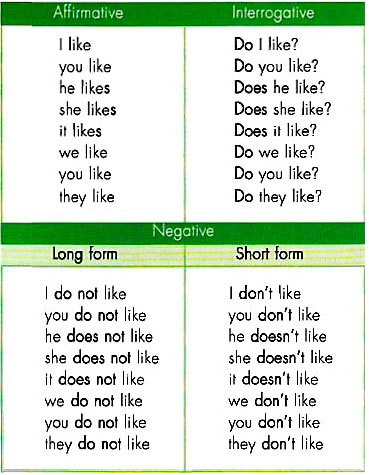 Affirmative
I like
you like
he likes
she likes
it likes
we like
you like
they like
Interrogative
Do I like?
Do you like?
Does he like?
Does she like?
Does it like?
Do we like?
Do you like?
Do they like?
Negative
Long form
I do not like
you do not like
he does not like
she does not like
it does not like
we do not like
you do not like
they do not like
Short form
I don't like
you don't like
he doesn't like
she doesn't like
it doesn't like
we don't like
you don't like
they don't like